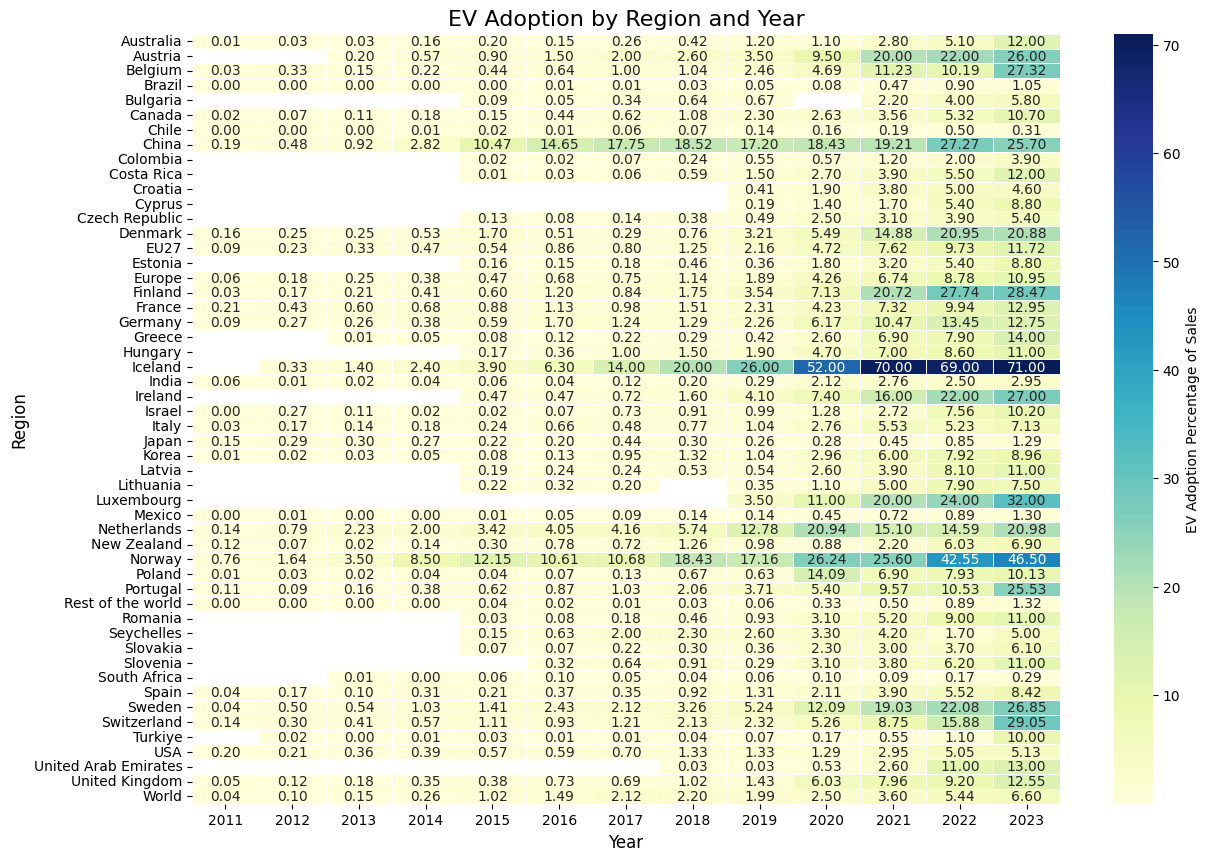 EV Adoption by Region and Year
Australia 0.01 0.03 0.03 0.16 0.20 0.15 0.26 0.42 1.20 1.10 2.80 5.10 12.00
Austria 0.20 0.57 0.90 1.50 2.00 2.60 3.50 9.50 20.00 22.00 26.00
Belgium 0.03 0.33 0.15 0.22 0.44 0.64 1.00 1.04 2.46 4.69 11.23 10.19 27.32
Brazil 0.00 0.00 0.00 0.00 0.00 0.01 0.01 0.03 0.05 0.08 0.47 0.90 1.05
Bulgaria 0.09 0.05 0.34 0.64 0.67 2.20 4.00 5.80
Canada 0.02 0.07 0.11 0.18 0.15 0.44 0.62 1.08 2.30 2.63 3.56 5.32 10.70
Chile 0.00 0.00 0.00 0.01 0.02 0.01 0.06 0.07 0.14 0.16 0.19 0.50 0.31
China 0.19 0.48 0.92 2.82 10.47 14.65 17.75 18.52 17.20 18.43 19.21 27.27 25.70
Colombia 0.02 0.02 0.07 0.24 0.55 0.57 1.20 2.00 3.90
Costa Rica 0.01 0.03 0.06 0.59 1.50 2.70 3.90 5.50 12.00
Croatia 0.41 1.90 3.80 5.00 4.60
Cyprus 0.19 1.40 1.70 5.40 8.80
Czech Republic 0.13 0.08 0.14 0.38 0.49 2.50 3.10 3.90 5.40
Denmark 0.16 0.25 0.25 0.53 1.70 0.51 0.29 0.76 3.21 5.49 14.88 20.95 20.88
EU27 0.09 0.23 0.33 0.47 0.54 0.86 0.80 1.25 2.16 4.72 7.62 9.73 11.72
Estonia 0.16 0.15 0.18 0.46 0.36 1.80 3.20 5.40 8.80
Europe 0.06 0.18 0.25 0.38 0.47 0.68 0.75 1.14 1.89 4.26 6.74 8.78 10.95
Finland 0.03 0.17 0.21 0.41 0.60 1.20 0.84 1.75 3.54 7.13 20.72 27.74 28.47
France 0.21 0.43 0.60 0.68 0.88 1.13 0.98 1.51 2.31 4.23 7.32 9.94 12.95
Germany 0.09 0.27 0.26 0.38 0.59 1.70 1.24 1.29 2.26 6.17 10.47 13.45 12.75
Greece 0.01 0.05 0.08 0.12 0.22 0.29 0.42 2.60 6.90 7.90 14.00
Hungary 0.17 0.36 1.00 1.50 1.90 4.70 7.00 8.60 11.00
Iceland 0.33 1.40 2.40 3.90 6.30 14.00 20.00 26.00 52.00 70.00 69.00 71.00
India 0.06 0.01 0.02 0.04 0.06 0.04 0.12 0.20 0.29 2.12 2.76 2.50 2.95
Ireland 0.47 0.47 0.72 1.60 4.10 7.40 16.00 22.00 27.00
Israel 0.00 0.27 0.11 0.02 0.02 0.07 0.73 0.91 0.99 1.28 2.72 7.56 10.20
Italy 0.03 0.17 0.14 0.18 0.24 0.66 0.48 0.77 1.04 2.76 5.53 5.23 7.13
Japan 0.15 0.29 0.30 0.27 0.22 0.20 0.44 0.30 0.26 0.28 0.45 0.85 1.29
Korea 0.01 0.02 0.03 0.05 0.08 0.13 0.95 1.32 1.04 2.96 6.00 7.92 8.96
Latvia 0.19 0.24 0.24 0.53 0.54 2.60 3.90 8.10 11.00
Lithuania 0.22 0.32 0.20 0.35 1.10 5.00 7.90 7.50
Luxembourg 3.50 11.00 20.00 24.00 32.00
Mexico 0.00 0.01 0.00 0.00 0.01 0.05 0.09 0.14 0.14 0.45 0.72 0.89 1.30
Netherlands 0.14 0.79 2.23 2.00 3.42 4.05 4.16 5.74 12.78 20.94 15.10 14.59 20.98
New Zealand 0.12 0.07 0.02 0.14 0.30 0.78 0.72 1.26 0.98 0.88 2.20 6.03 6.90
Norway 0.76 1.64 3.50 8.50 12.15 10.61 10.68 18.43 17.16 26.24 25.60 42.55 46.50
Poland 0.01 0.03 0.02 0.04 0.04 0.07 0.13 0.67 0.63 14.09 6.90 7.93 10.13
Portugal 0.11 0.09 0.16 0.38 0.62 0.87 1.03 2.06 3.71 5.40 9.57 10.53 25.53
Rest of the world 0.00 0.00 0.00 0.00 0.04 0.02 0.01 0.03 0.06 0.33 0.50 0.89 1.32
Romania 0.03 0.08 0.18 0.46 0.93 3.10 5.20 9.00 11.00
Seychelles 0.15 0.63 2.00 2.30 2.60 3.30 4.20 1.70 5.00
Slovakia 0.07 0.07 0.22 0.30 0.36 2.30 3.00 3.70 6.10
Slovenia 0.32 0.64 0.91 0.29 3.10 3.80 6.20 11.00
South Africa 0.01 0.00 0.06 0.10 0.05 0.04 0.06 0.10 0.09 0.17 0.29
Spain 0.04 0.17 0.10 0.31 0.21 0.37 0.35 0.92 1.31 2.11 3.90 5.52 8.42
Sweden 0.04 0.50 0.54 1.03 1.41 2.43 2.12 3.26 5.24 12.09 19.03 22.08 26.85
Switzerland 0.14 0.30 0.41 0.57 1.11 0.93 1.21 2.13 2.32 5.26 8.75 15.88 29.05
Turkiye 0.02 0.00 0.01 0.03 0.01 0.01 0.04 0.07 0.17 0.55 1.10 10.00
USA 0.20 0.21 0.36 0.39 0.57 0.59 0.70 1.33 1.33 1.29 2.95 5.05 5.13
United Arab Emirates 0.03 0.03 0.53 2.60 11.00 13.00
United Kingdom 0.05 0.12 0.18 0.35 0.38 0.73 0.69 1.02 1.43 6.03 7.96 9.20 12.55
World 0.04 0.10 0.15 0.26 1.02 1.49 2.12 2.20 1.99 2.50 3.60 5.44 6.60
2011 2012 2013 2014 2015 2016 2017 2018 2019 2020 2021 2022 2023
Year
Region
70
60
50
40
30
20
10
EV Adoption Percentage of Sales